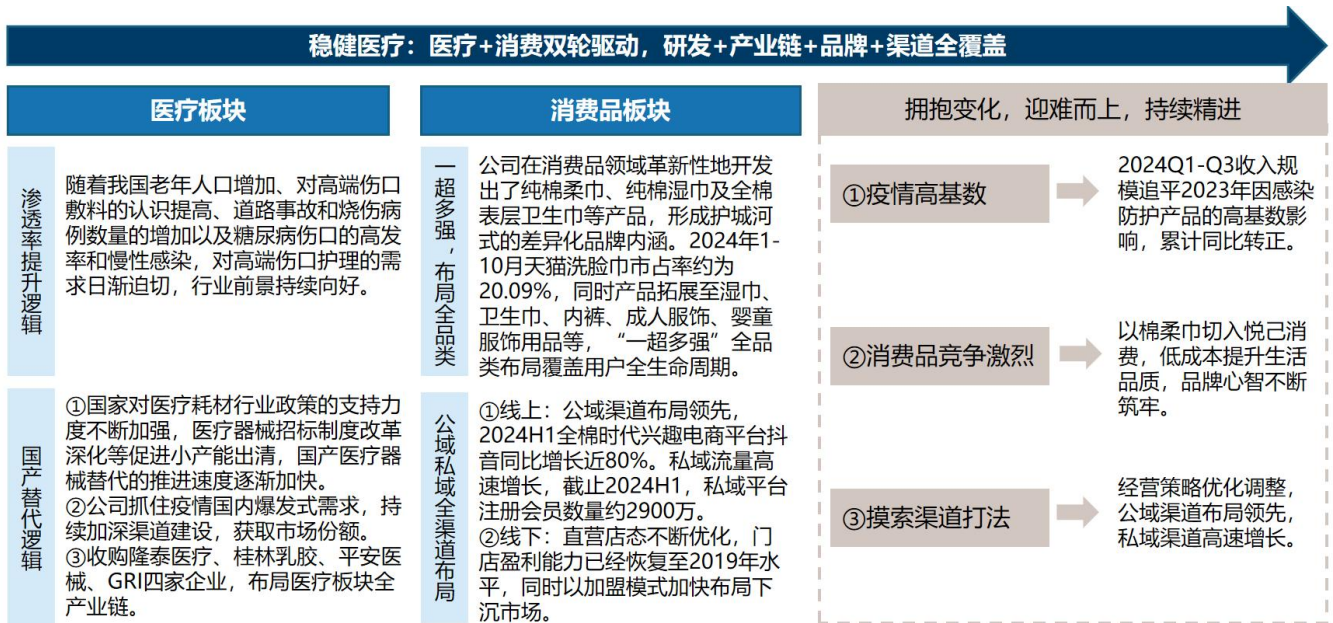 稳健医疗：医疗+消费双轮驱动，研发+产业链+品牌+渠道全覆盖
医疗板块
渗透率提升逻辑
随着我国老年人口增加、对高端伤口
敷料的认识提高、道路事故和烧伤病
例数量的增加以及糖尿病伤口的高发
率和慢性感染，对高端伤口护理的需
求日渐迫切，行业前景持续向好。
国产替代逻辑
①国家对医疗耗材行业政策的支持力
度不断加强，医疗器械招标制度改革
深化等促进小产能出清，国产医疗器
械替代的推进速度逐渐加快。
②公司抓住疫情国内爆发式需求，持
续加深渠道建设，获取市场份额。
③收购隆泰医疗、桂林乳胶、平安医
械、GRI四家企业，布局医疗板块全
产业链。
消费品板块
一超多强，布局全品类
公司在消费品领域革新性地开发
出了纯棉柔巾、纯棉湿巾及全棉
表层卫生巾等产品，形成护城河
式的差异化品牌内涵。2024年1-
10月天猫洗脸巾市占率约为
20.09%，同时产品拓展至湿巾、
卫生巾、内裤、成人服饰、婴童
服饰用品等，“一超多强”全品
类布局覆盖用户全生命周期。
公域私域全渠道布局
①线上：公域渠道布局领先，
2024H1全棉时代兴趣电商平台抖
音同比增长近80%。私域流量高
速增长，截止2024H1，私域平台
注册会员数量约2900万。
②线下：直营店态不断优化，门
店盈利能力已经恢复至2019年水
平，同时以加盟模式加快布局下
沉市场。
拥抱变化，迎难而上，持续精进
①疫情高基数
2024Q1-Q3收入规
模追平2023年因感染
防护产品的高基数影
响，累计同比转正。
②消费品竞争激烈
以棉柔巾切入悦己消
费，低成本提升生活
品质，品牌心智不断
筑牢。
③摸索渠道打法
经营策略优化调整，
公域渠道布局领先，
私域渠道高速增长。